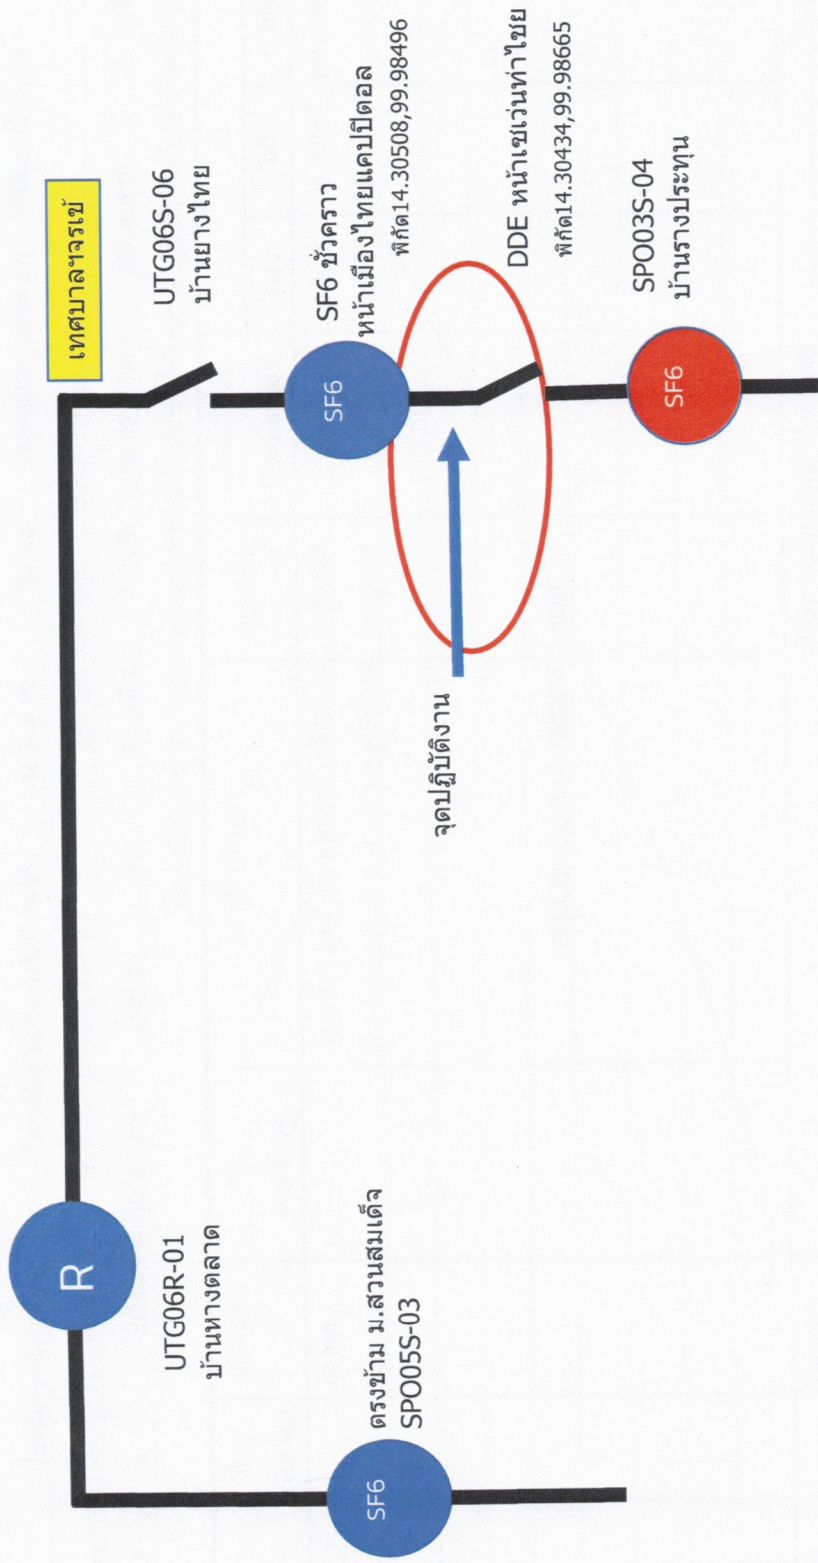 R
เทศบาลฯจรเข้
UTG06R-01
บ้านหางตลาด
UTG06S-06
บ้านยางไทย
SF6
ตรงข้าม ม.สวนสมเด็จ
SPO05S-03
SF6
SF6 ชั่วคราว
หน้าเมืองไทยแคปปิตอล
พิกัด14.30508,99.98496
จุดปฏิบัติงาน
DDE หน้าเซเว่นท่าไชย
พิกัด14.30434,99.98665
SF6
SPO03S-04
บ้านรางประทุน